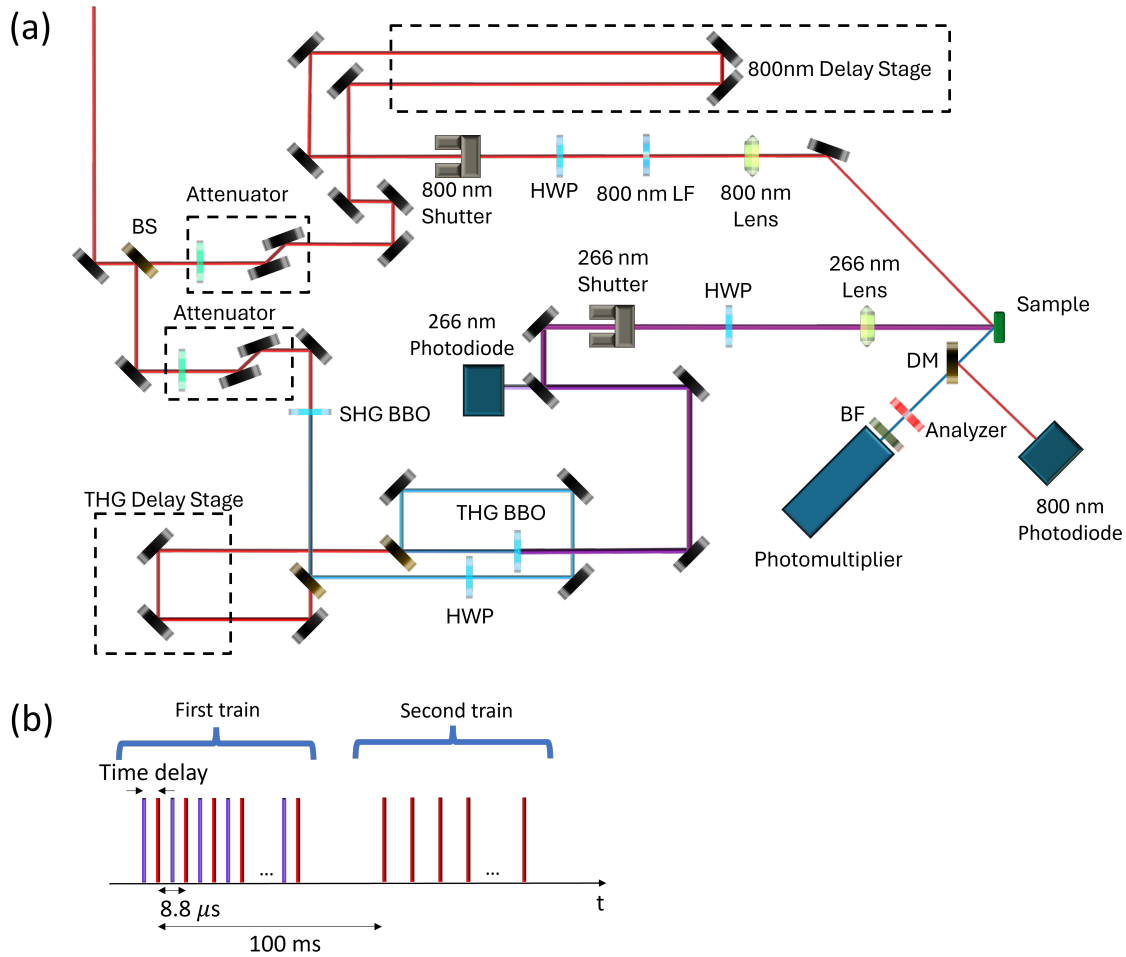 (a)
800nm Delay Stage
Attenuator
800 nm
Shutter
HWP
800 nm LF
800 nm
Lens
BS
Attenuator
266 nm
Shutter
HWP
266 nm
Lens
Sample
266 nm
Photodiode
DM
SHG BBO
BF
Analyzer
THG Delay Stage
THG BBO
800 nm
Photodiode
Photomultiplier
HWP
(b)
First train
Second train
Time delay
...
...
t
8.8 μs
100 ms